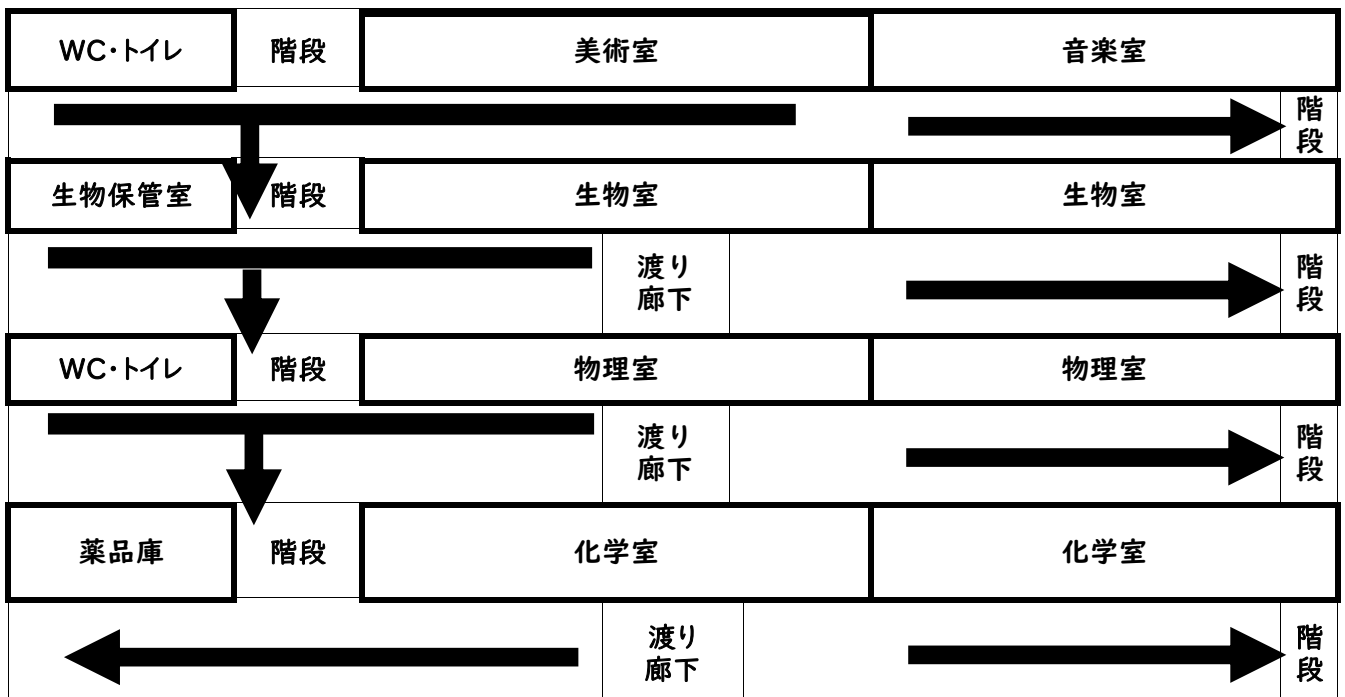 WC・トイレ
階段
美術室
音楽室
階
段
生物保管室
階段
生物室
生物室
渡り
廊下
階
段
WC・トイレ
階段
物理室
物理室
渡り
廊下
階
段
薬品庫
階段
化学室
化学室
渡り
廊下
階
段